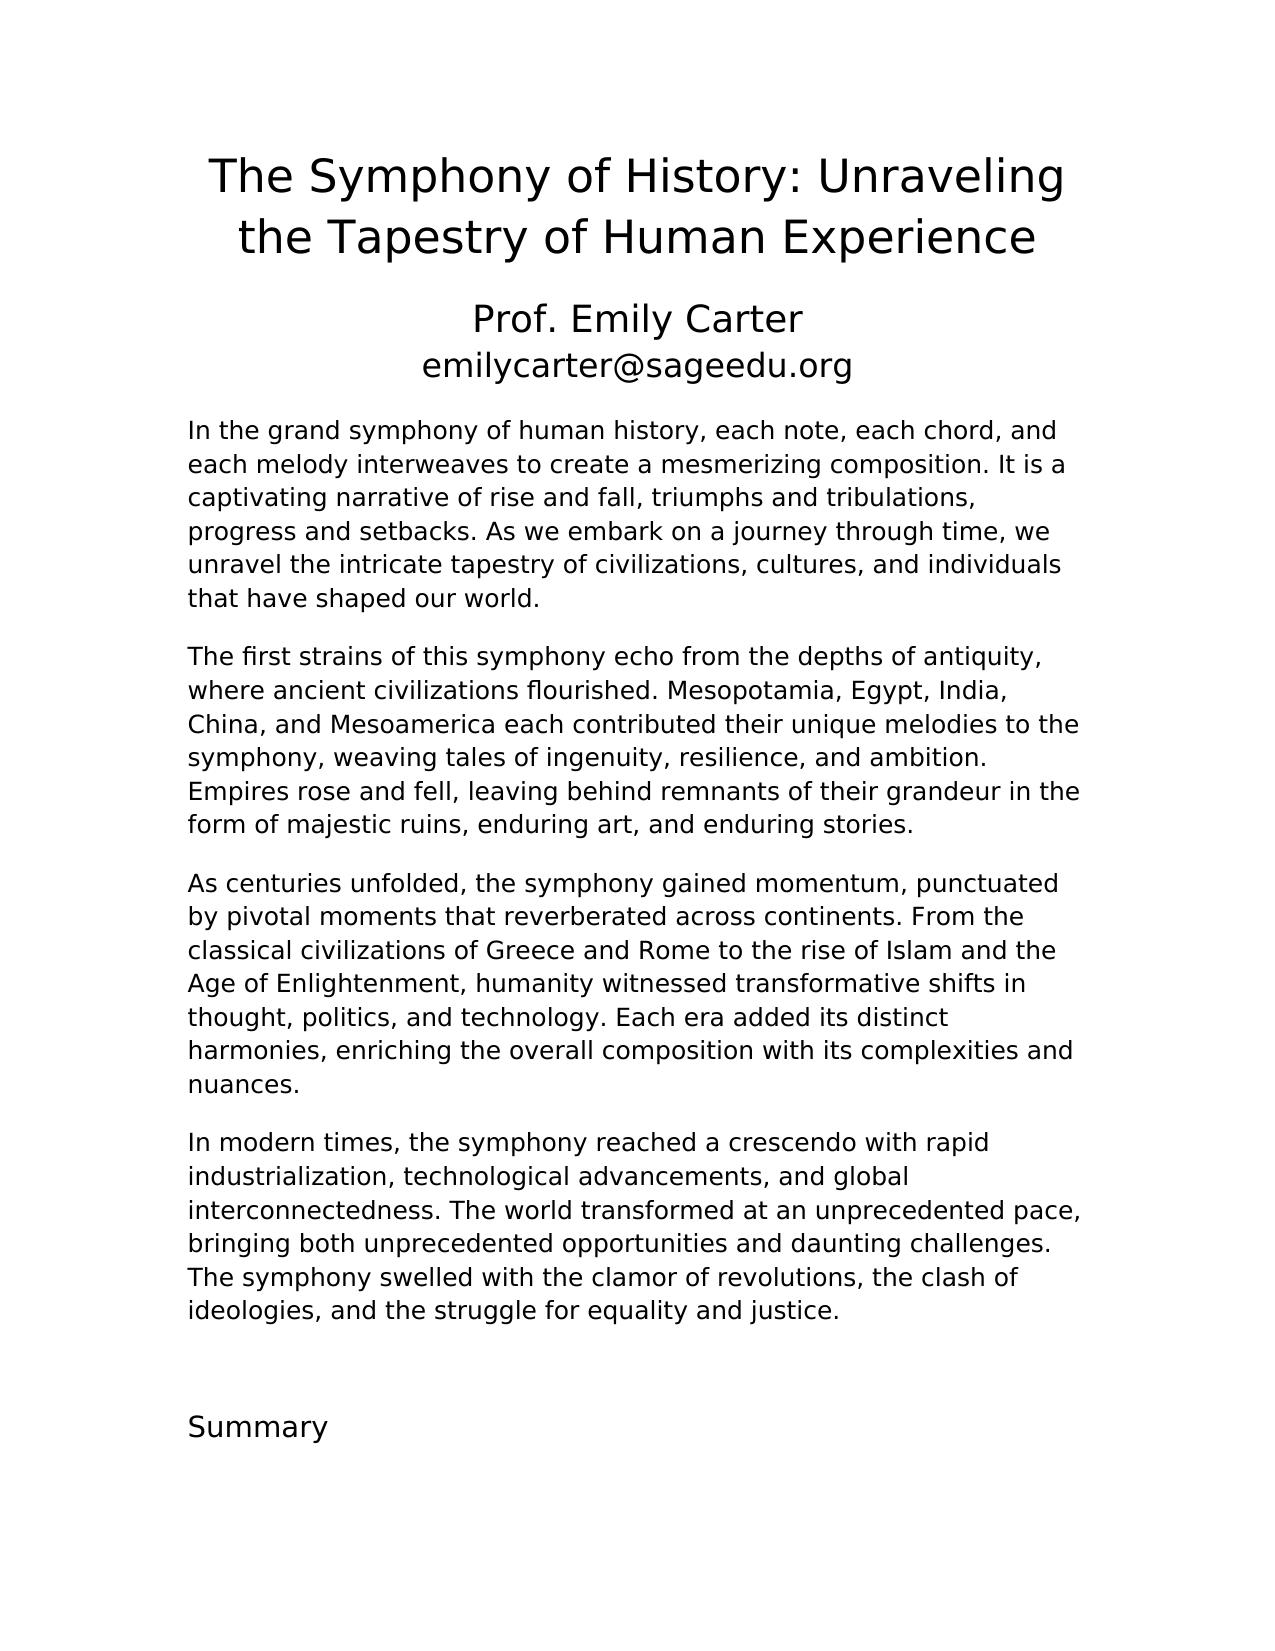 The Symphony of History: Unraveling
the Tapestry of Human Experience
Prof. Emily Carter
emilycarter@sageedu.org
In the grand symphony of human history, each note, each chord, and
each melody interweaves to create a mesmerizing composition. It is a
captivating narrative of rise and fall, triumphs and tribulations,
progress and setbacks. As we embark on a journey through time, we
unravel the intricate tapestry of civilizations, cultures, and individuals
that have shaped our world.
The first strains of this symphony echo from the depths of antiquity,
where ancient civilizations flourished. Mesopotamia, Egypt, India,
China, and Mesoamerica each contributed their unique melodies to the
symphony, weaving tales of ingenuity, resilience, and ambition.
Empires rose and fell, leaving behind remnants of their grandeur in the
form of majestic ruins, enduring art, and enduring stories.
As centuries unfolded, the symphony gained momentum, punctuated
by pivotal moments that reverberated across continents. From the
classical civilizations of Greece and Rome to the rise of Islam and the
Age of Enlightenment, humanity witnessed transformative shifts in
thought, politics, and technology. Each era added its distinct
harmonies, enriching the overall composition with its complexities and
nuances.
In modern times, the symphony reached a crescendo with rapid
industrialization, technological advancements, and global
interconnectedness. The world transformed at an unprecedented pace,
bringing both unprecedented opportunities and daunting challenges.
The symphony swelled with the clamor of revolutions, the clash of
ideologies, and the struggle for equality and justice.
Summary